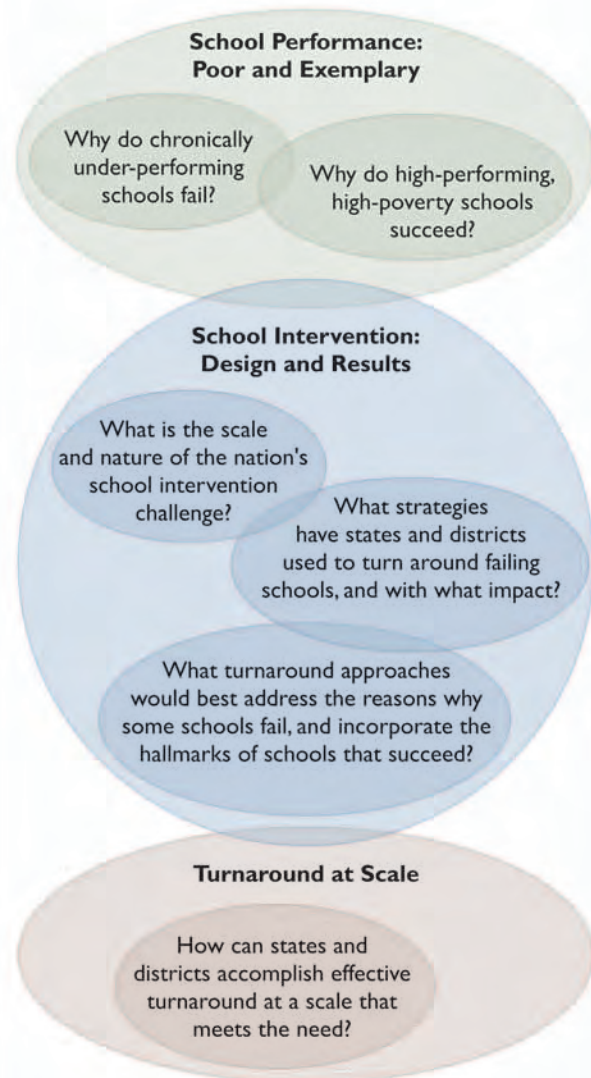 School Performance:
Poor and Exemplary
Why do chronically
under-performing
schools fail?
Why do high-performing,
high-poverty schools
succeed?
School Intervention:
Design and Results
What is the scale
and nature of the nation's
school intervention
challenge?
What strategies
have states and districts
used to turn around failing
schools, and with what impact?
What turnaround approaches
would best address the reasons why
some schools fail, and incorporate the
hallmarks of schools that succeed?
Turnaround at Scale
How can states and
districts accomplish effective
turnaround at a scale that
meets the need?